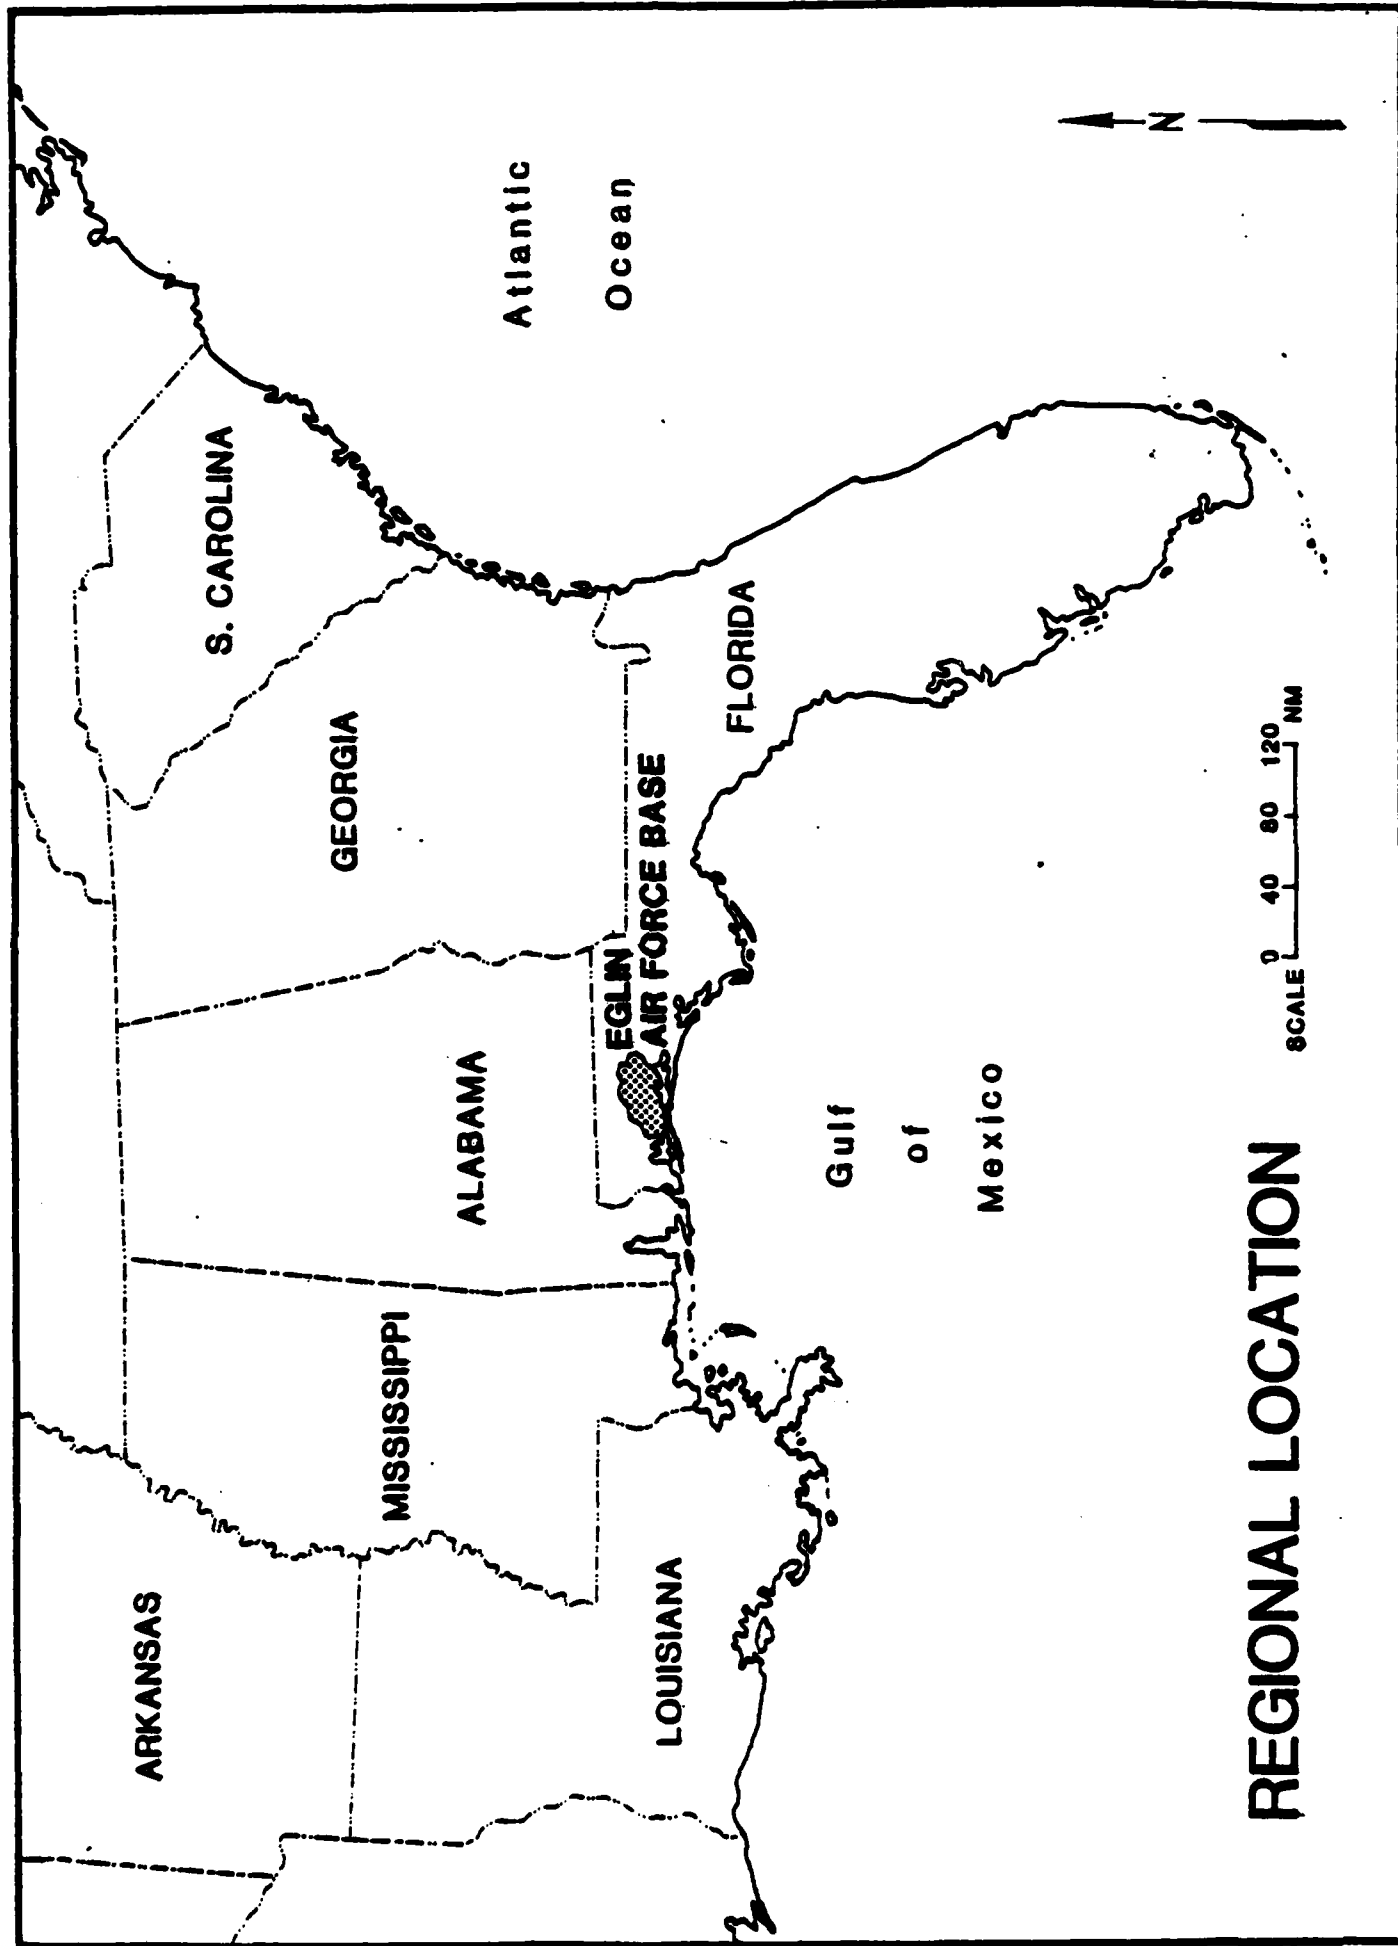 ARKANSAS
MISSISSIPPI
ALABAMA
GEORGIA
S. CAROLINA
LOUISIANA
EGLIN
AIR FORCE BASE
FLORIDA
Atlantic
Ocean
Gulf
of
Mexico
N
REGIONAL LOCATION
SCALE
0 40 80 120
NM